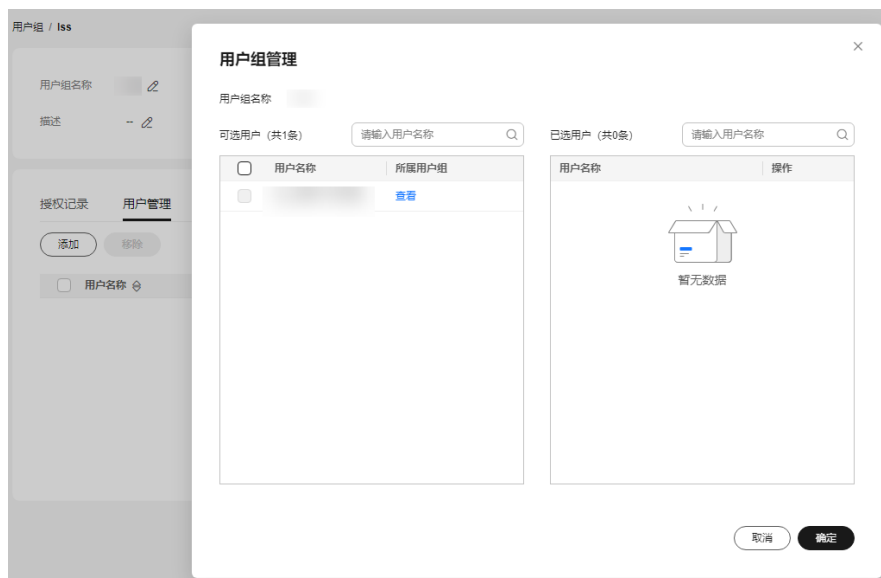 用户组 / lss
用户组名称
描述 --
授权记录 用户管理
添加 移除
用户名称
用户组管理
用户组名称
可选用户（共1条） 请输入用户名称
用户名称 所属用户组
查看
已选用户（共0条） 请输入用户名称
用户名称 操作
暂无数据
取消 确定